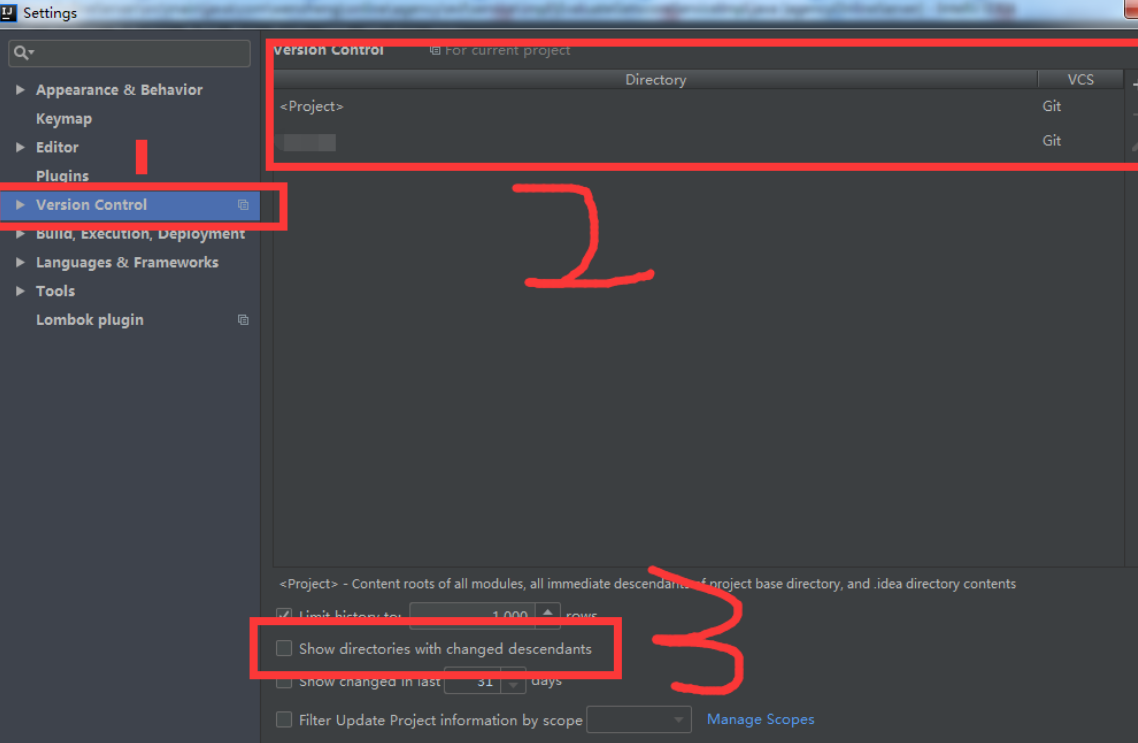 Settings
Appearance & Behavior
Keymap
Editor
Plugins
Version Control
Build, Execution, Deployment
Languages & Frameworks
Tools
Lombok plugin
1
Version Control For current project
Directory VCS
<Project> Git
Git
2
<Project> - Content roots of all modules, all immediate descendants of project base directory, and .idea directory contents
Limit history to: 1,000 rows
Show directories with changed descendants
Show changed in last 31 days
Filter Update Project information by scope Manage Scopes
3